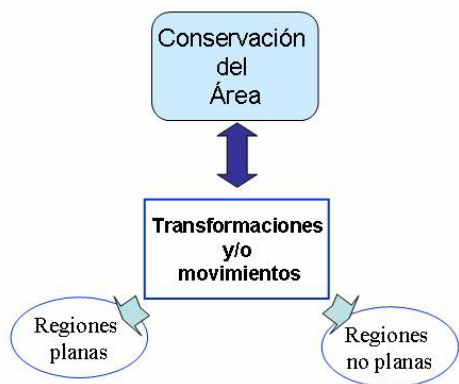 Conservación
del
Área
Transformaciones
y/o
movimientos
Regiones
planas
Regiones
no planas